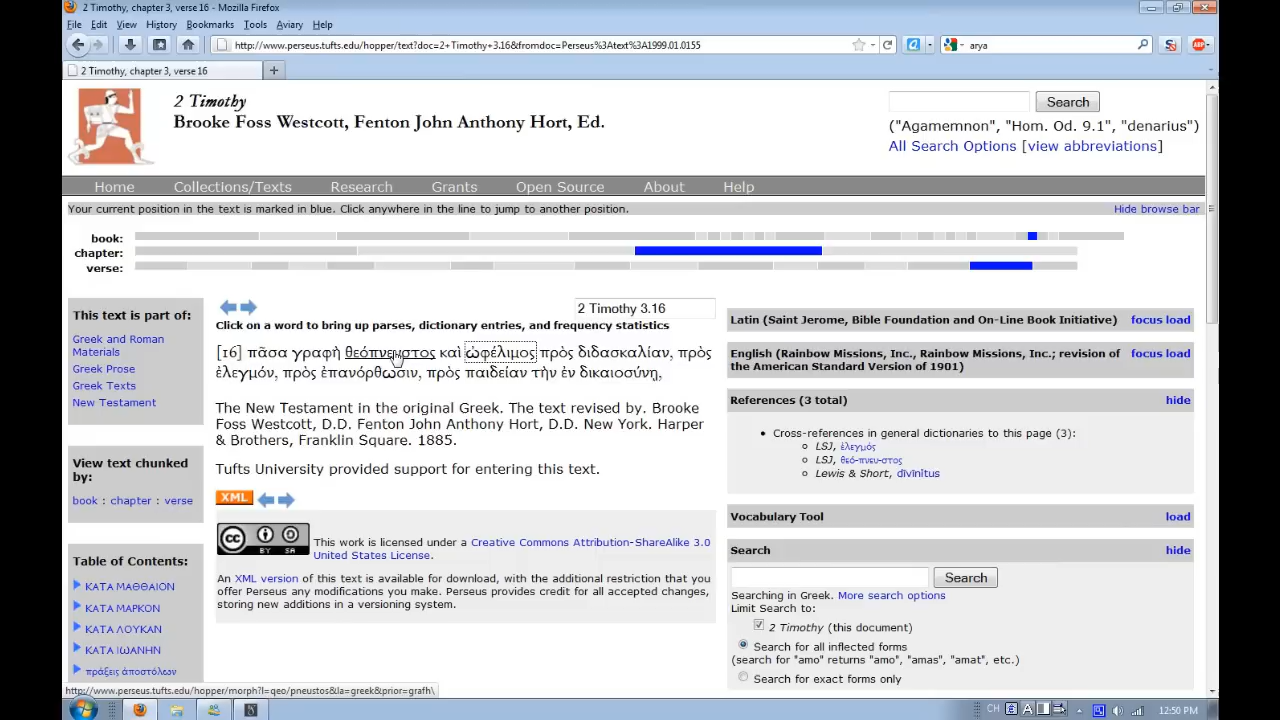 2 Timothy, chapter 3, verse 16 - Mozilla Firefox
File Edit View History Bookmarks Tools Aviary Help
http://www.perseus.tufts.edu/hopper/text?doc=2+Timothy+3.16&fromdoc=Perseus%3Atext%3A1999.01.0155
arya
2 Timothy, chapter 3, verse 16
2 Timothy
Brooke Foss Westcott, Fenton John Anthony Hort, Ed.
Search
("Agamemnon", "Hom. Od. 9.1", "denarius")
All Search Options [view abbreviations]
Home Collections/Texts Research Grants Open Source About Help
Your current position in the text is marked in blue. Click anywhere in the line to jump to another position.
Hide browse bar
book:
chapter:
verse:
This text is part of:
Greek and Roman
Materials
Greek Prose
Greek Texts
New Testament
View text chunked
by:
book : chapter : verse
Table of Contents:
ΚΑΤΑ ΜΑΘΘΑΙΟΝ
ΚΑΤΑ ΜΑΡΚΟΝ
ΚΑΤΑ ΛΟΥΚΑΝ
ΚΑΤΑ ΙΩΑΝΗΝ
πράξεις ἀποστόλων
2 Timothy 3.16
Click on a word to bring up parses, dictionary entries, and frequency statistics
[16] πᾶσα γραφὴ θεόπνευστος καὶ ὠφέλιμος πρὸς διδασκαλίαν, πρὸς
ἐλεγμόν, πρὸς ἐπανόρθωσιν, πρὸς παιδείαν τὴν ἐν δικαιοσύνῃ,
The New Testament in the original Greek. The text revised by. Brooke
Foss Westcott, D.D. Fenton John Anthony Hort, D.D. New York. Harper
& Brothers, Franklin Square. 1885.
Tufts University provided support for entering this text.
XML
cc BY SA
This work is licensed under a Creative Commons Attribution-ShareAlike 3.0
United States License.
An XML version of this text is available for download, with the additional restriction that you
offer Perseus any modifications you make. Perseus provides credit for all accepted changes,
storing new additions in a versioning system.
Latin (Saint Jerome, Bible Foundation and On-Line Book Initiative)
focus load
English (Rainbow Missions, Inc., Rainbow Missions, Inc.; revision of
the American Standard Version of 1901)
focus load
References (3 total)
hide
Cross-references in general dictionaries to this page (3):
LSJ, ἐλεγμός
LSJ, θεό-πνευ-στος
Lewis & Short, dīvīnĭtus
Vocabulary Tool
load
Search
hide
Search
Searching in Greek. More search options
Limit Search to:
2 Timothy (this document)
Search for all inflected forms
(search for "amo" returns "amo", "amas", "amat", etc.)
Search for exact forms only
http://www.perseus.tufts.edu/hopper/morph?l=qeo/pneustos&la=greek&prior=grafh\
CH
12:50 PM